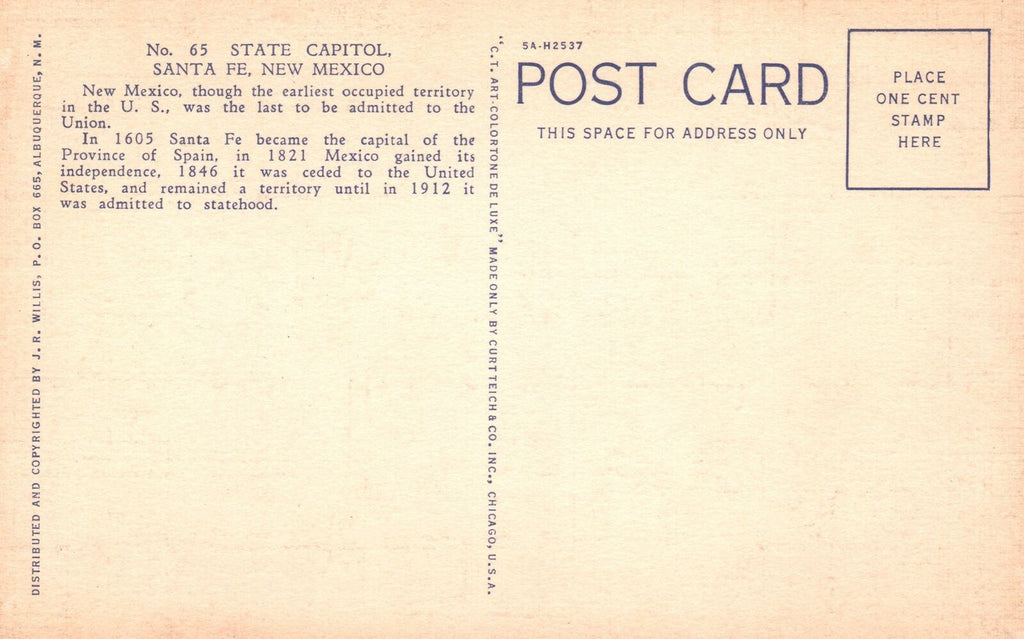 DISTRIBUTED AND COPYRIGHTED BY J. R. WILLIS, P. O. BOX 665, ALBUQUERQUE, N. M.
No. 65 STATE CAPITOL,
SANTA FE, NEW MEXICO
New Mexico, though the earliest occupied territory
in the U. S., was the last to be admitted to the
Union.
In 1605 Santa Fe became the capital of the
Province of Spain, in 1821 Mexico gained its
independence, 1846 it was ceded to the United
States, and remained a territory until in 1912 it
was admitted to statehood.
"C. T. ART-COLORTONE DE LUXE" MADE ONLY BY CURT TEICH & CO. INC., CHICAGO, U.S.A.
5A-H2537
POST CARD
THIS SPACE FOR ADDRESS ONLY
PLACE
ONE CENT
STAMP
HERE